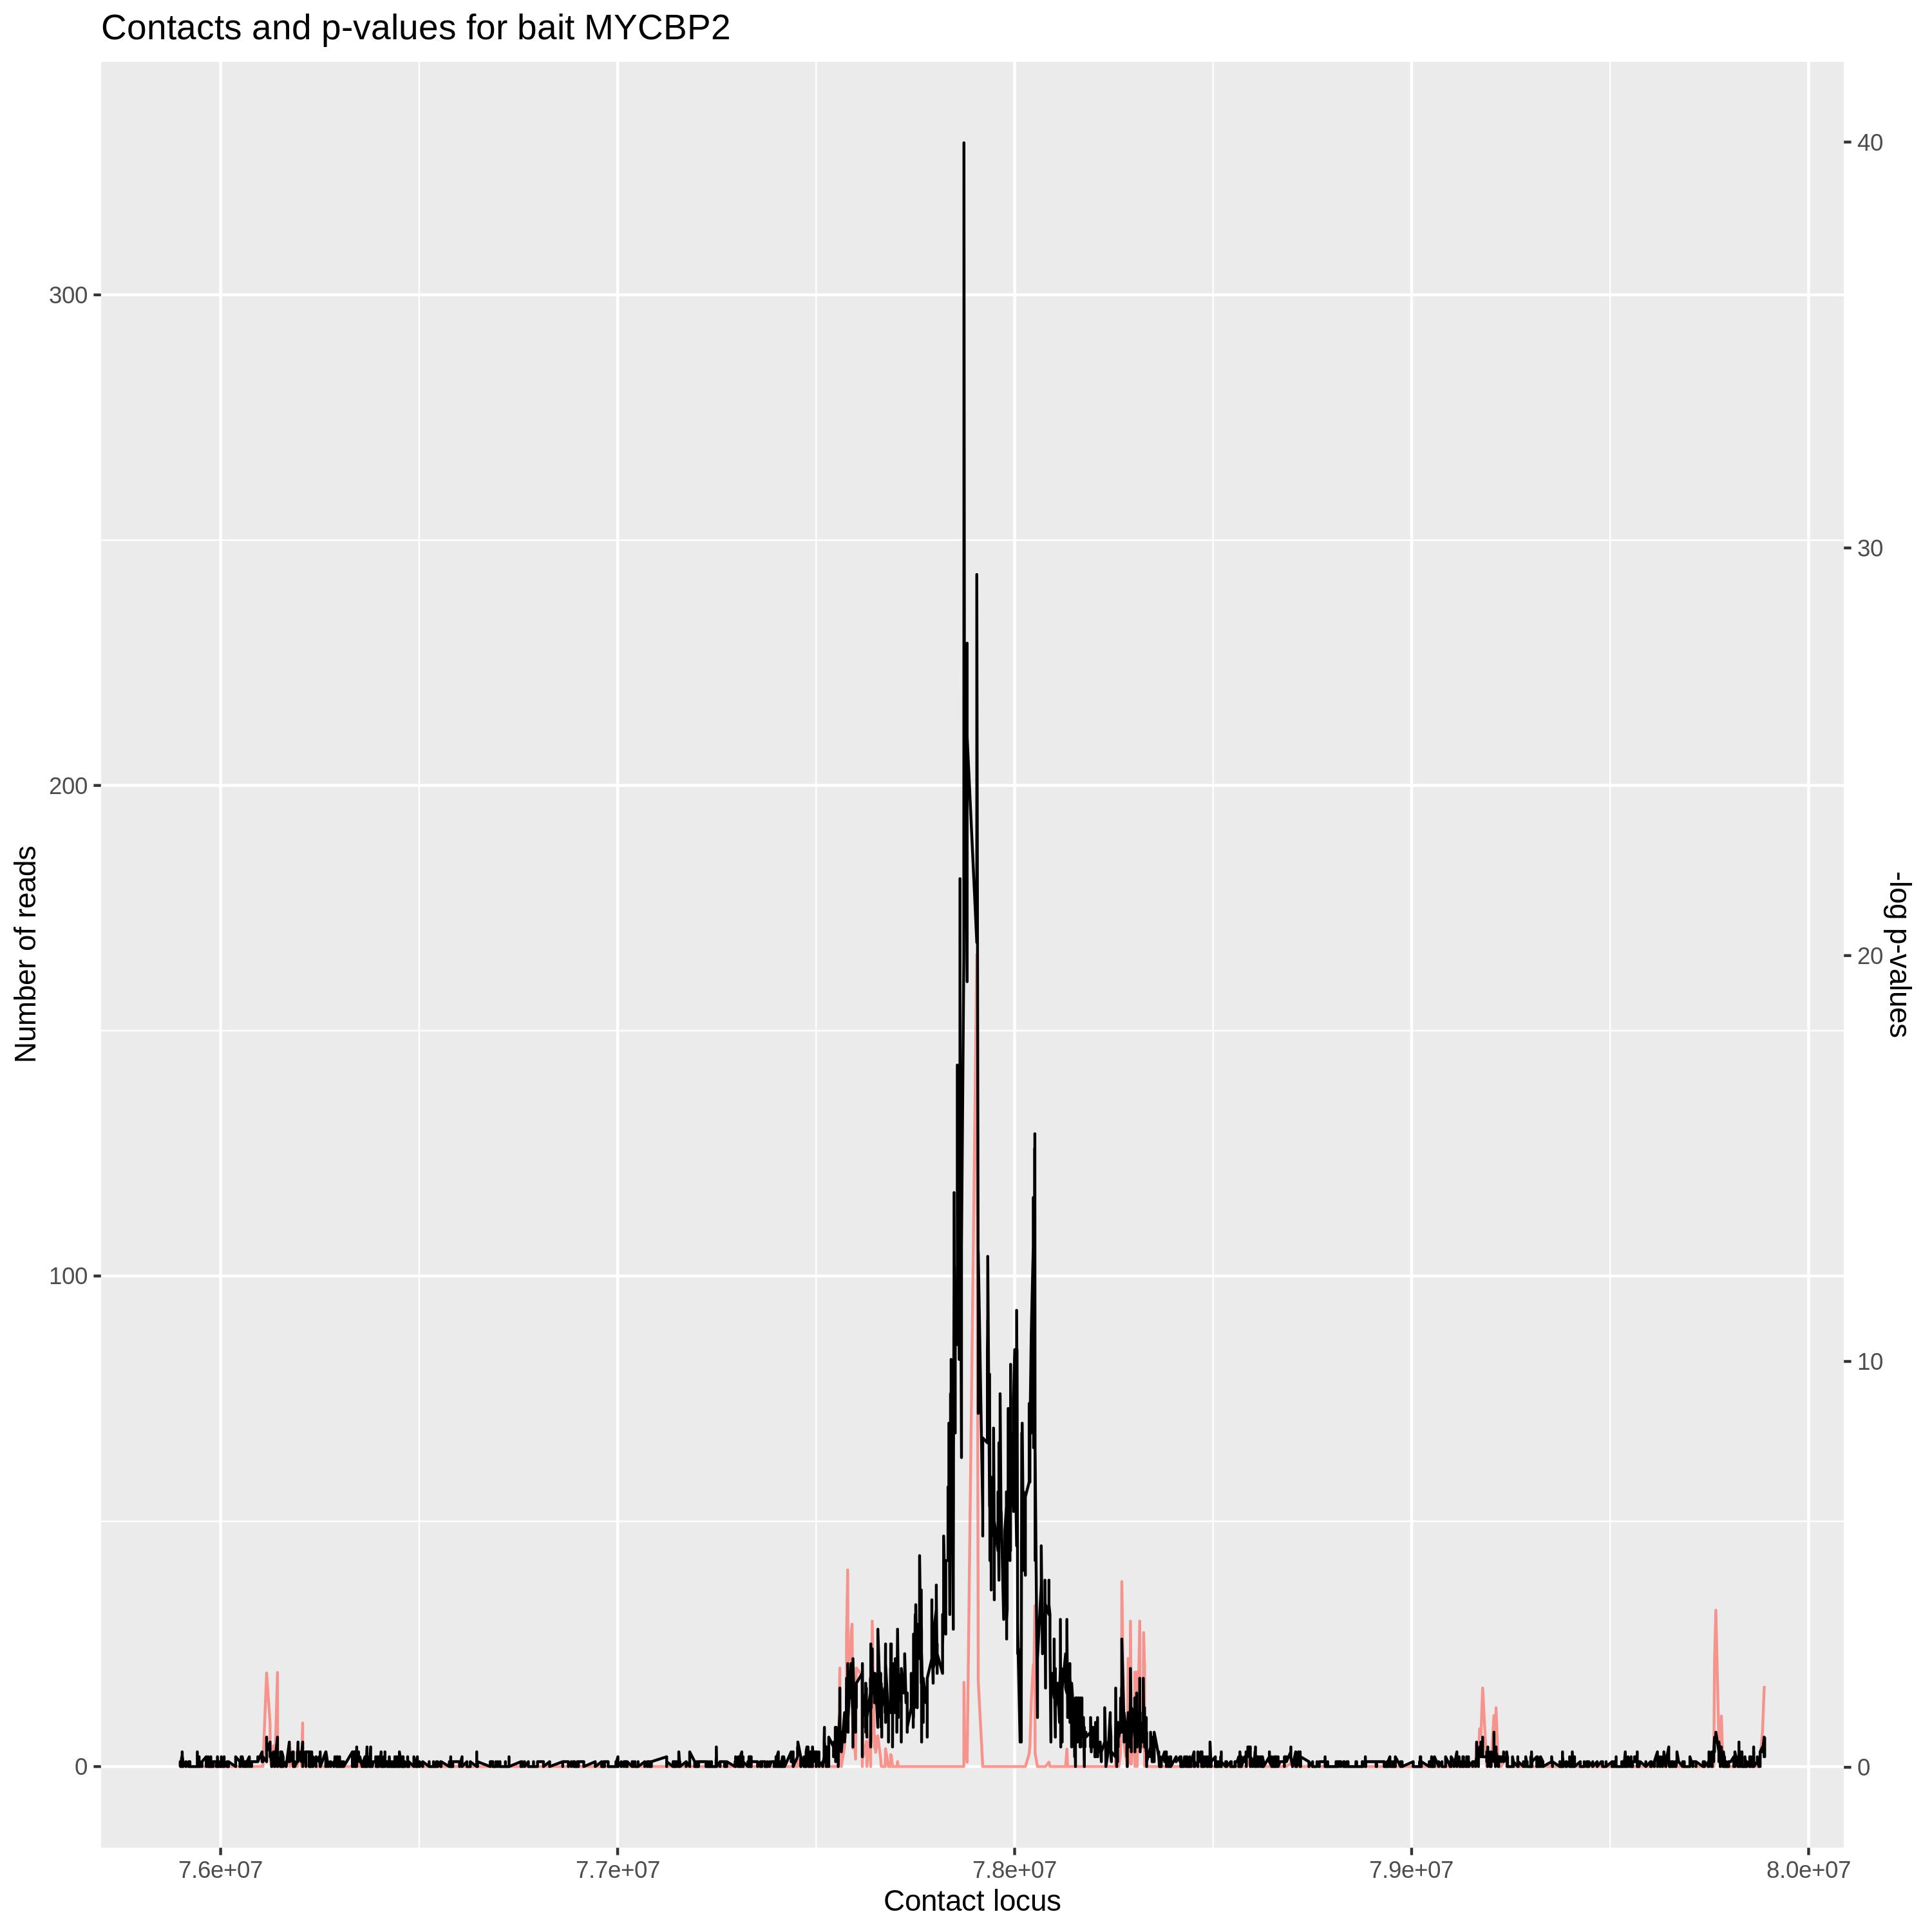 Contacts and p-values for bait MYCBP2
300
200
100
0
Number of reads
40
30
20
10
0
-log p-values
7.6e+07 7.7e+07 7.8e+07 7.9e+07 8.0e+07
Contact locus